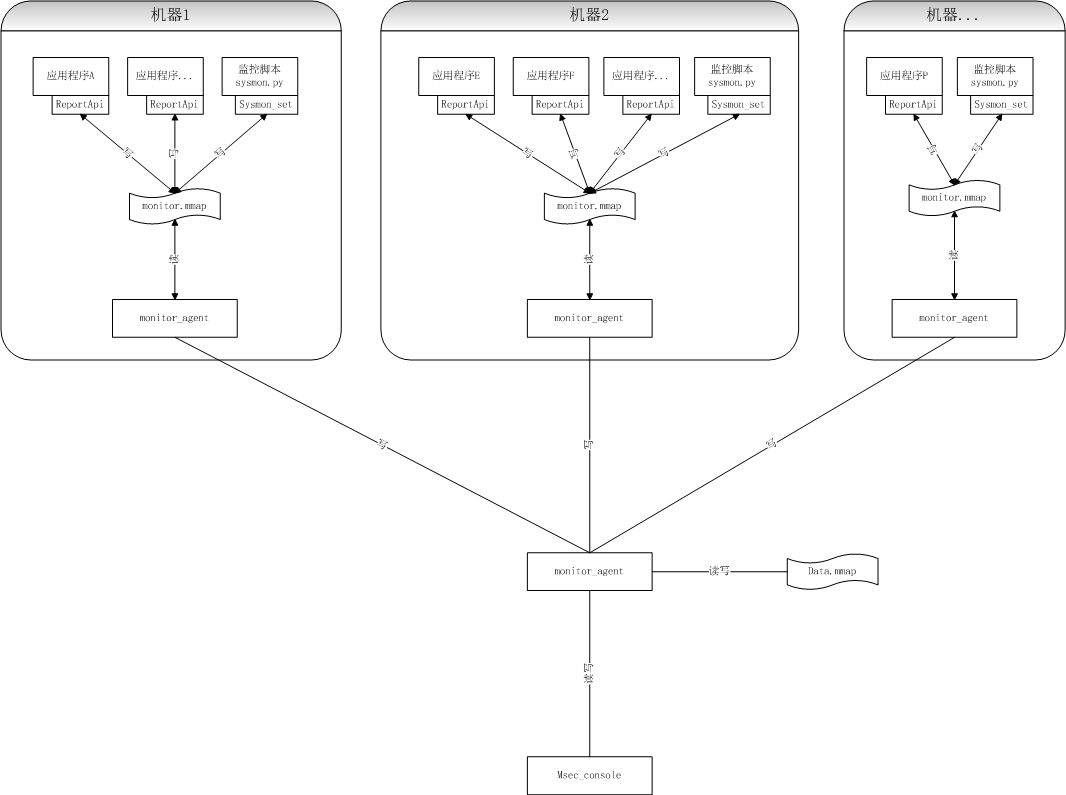 机器1
机器2
机器...
应用程序A
应用程序...
监控脚本
sysmon.py
应用程序E
应用程序F
应用程序...
监控脚本
sysmon.py
应用程序P
监控脚本
sysmon.py
ReportApi
ReportApi
Sysmon_set
ReportApi
ReportApi
ReportApi
Sysmon_set
ReportApi
Sysmon_set
写
写
写
写
写
写
写
写
写
monitor.mmap
monitor.mmap
monitor.mmap
读
读
读
monitor_agent
monitor_agent
monitor_agent
写
写
写
monitor_agent
读写
Data.mmap
读写
Msec_console